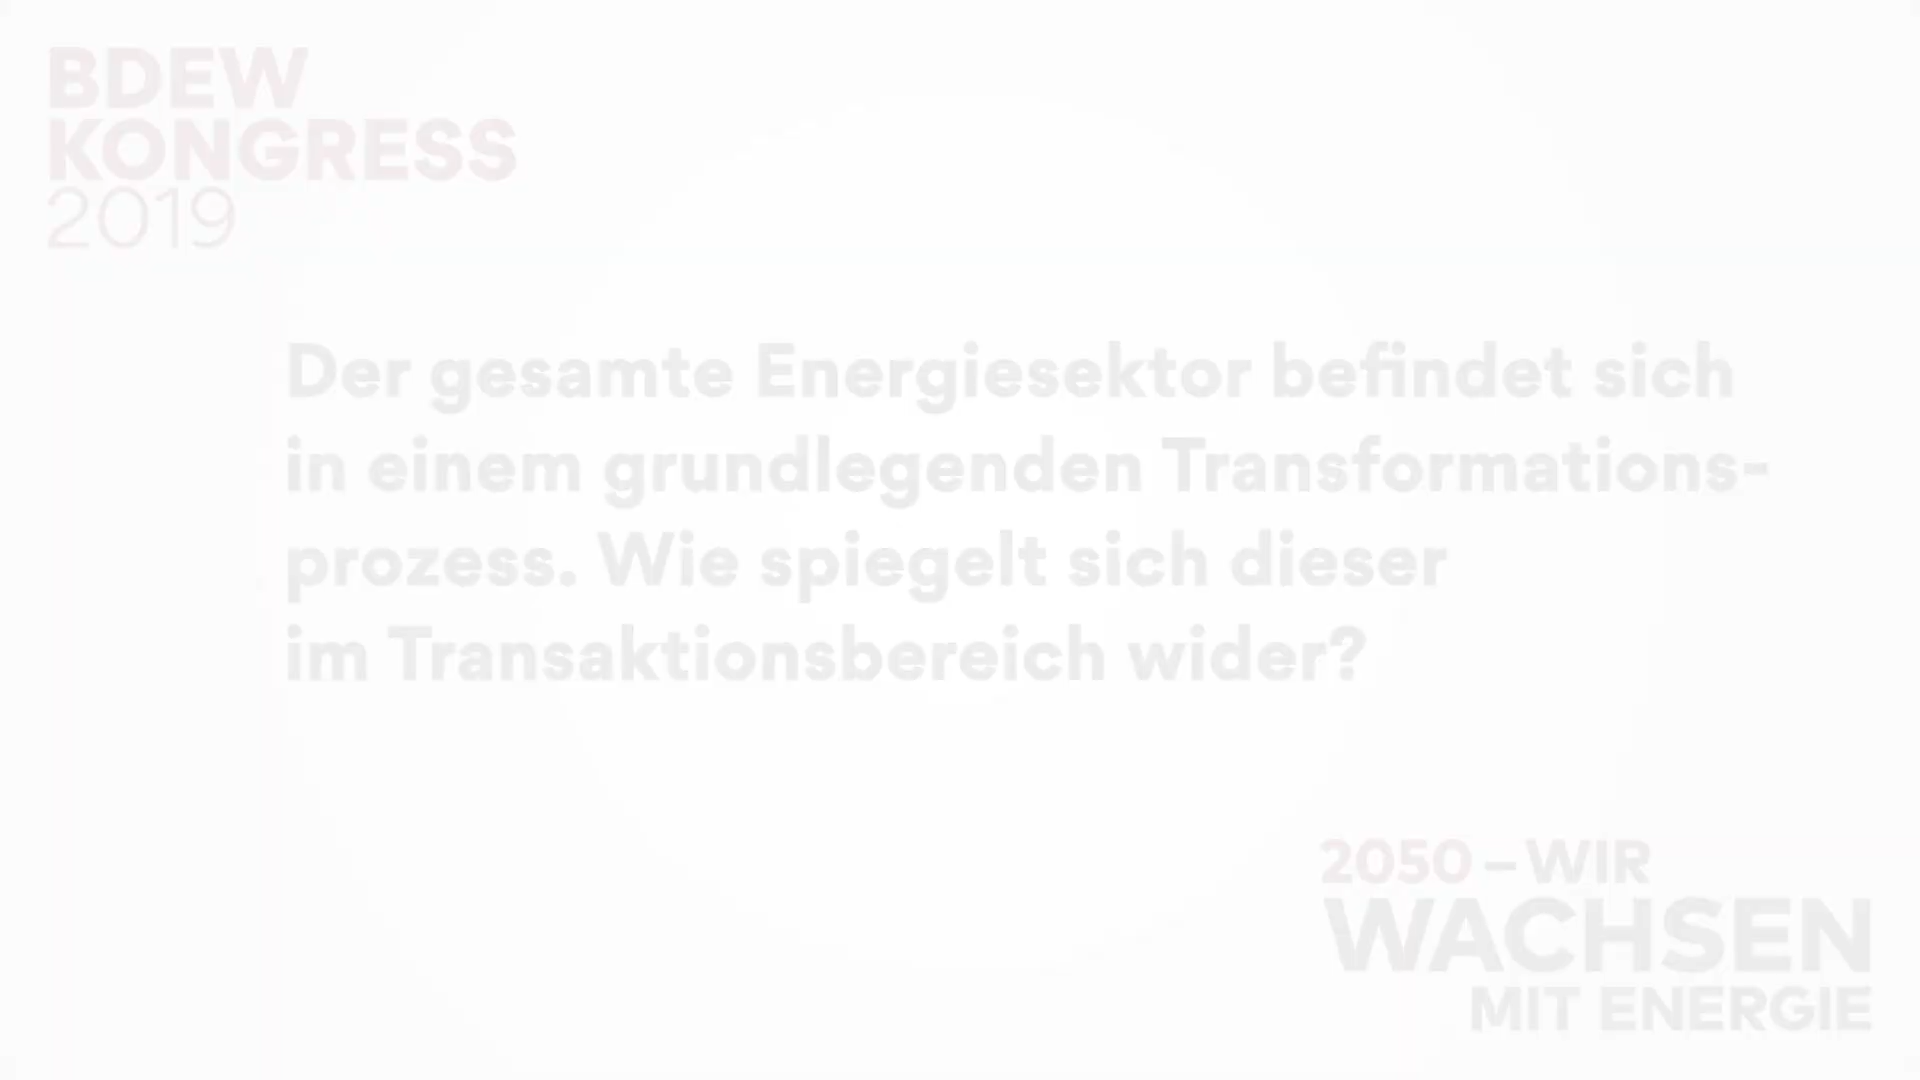 BDEW
KONGRESS
2019
Der gesamte Energiesektor befindet sich
in einem grundlegenden Transformations-
prozess. Wie spiegelt sich dieser
im Transaktionsbereich wider?
2050 – WIR
WACHSEN
MIT ENERGIE